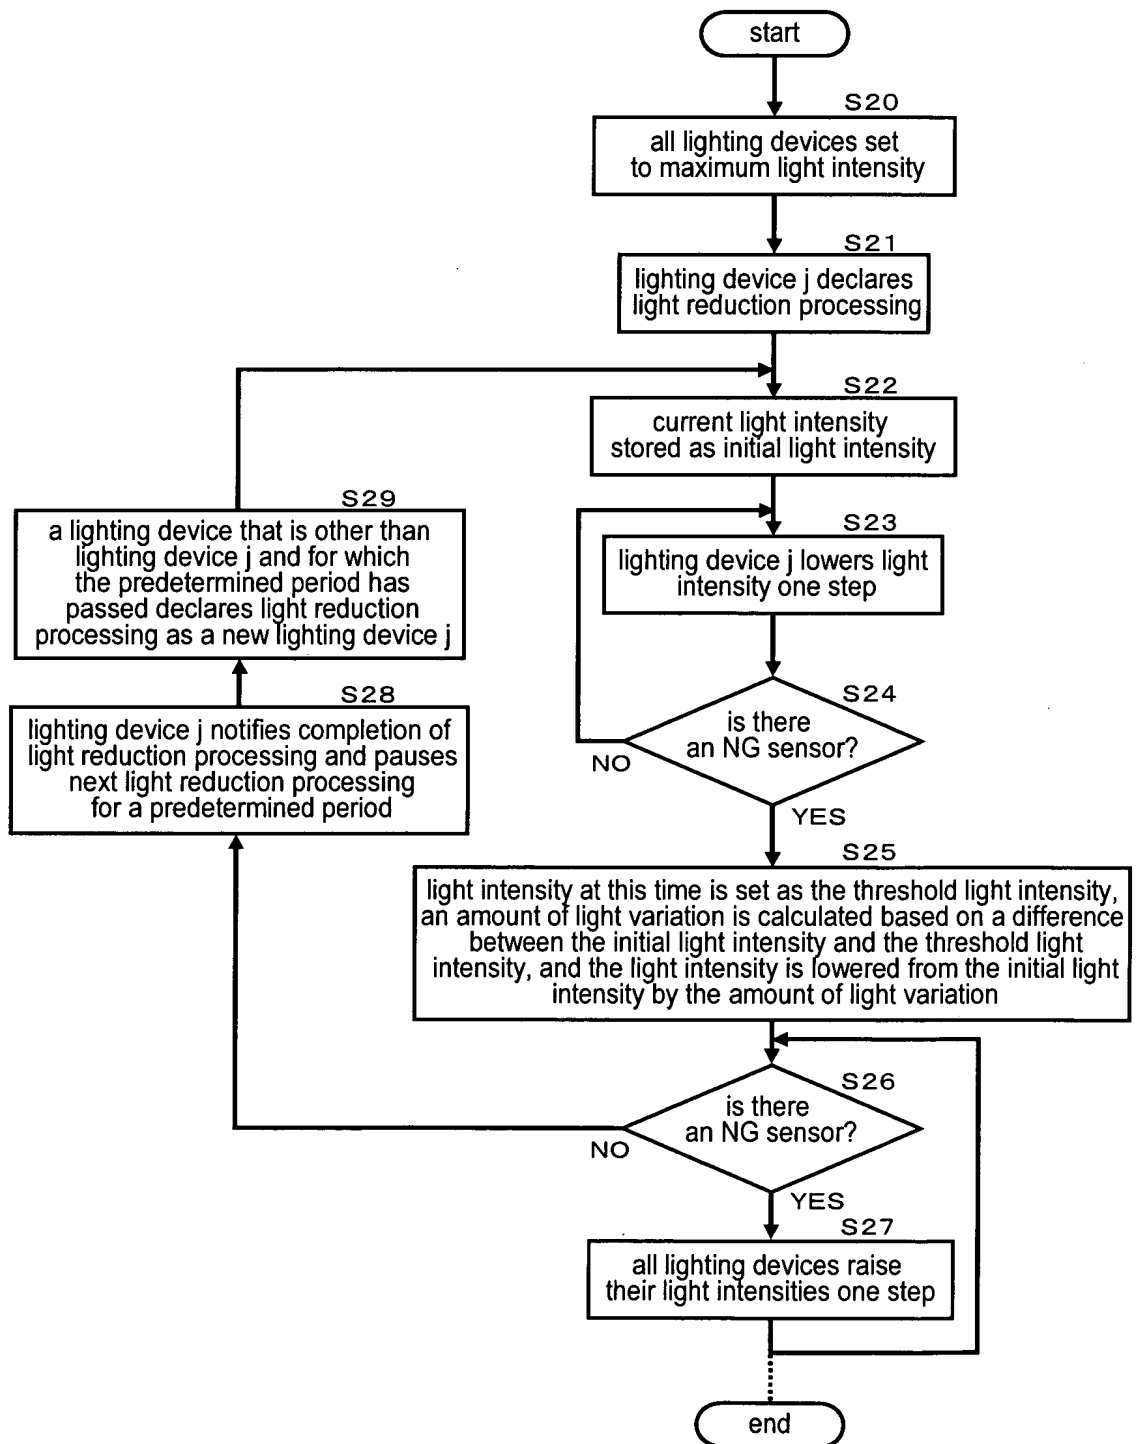 start
S20
all lighting devices set
to maximum light intensity
S21
lighting device j declares
light reduction processing
S22
current light intensity
stored as initial light intensity
S29
a lighting device that is other than
lighting device j and for which
the predetermined period has
passed declares light reduction
processing as a new lighting device j
S23
lighting device j lowers light
intensity one step
S28
lighting device j notifies completion of
light reduction processing and pauses
next light reduction processing
for a predetermined period
S24
is there
an NG sensor?
NO
YES
S25
light intensity at this time is set as the threshold light intensity,
an amount of light variation is calculated based on a difference
between the initial light intensity and the threshold light
intensity, and the light intensity is lowered from the initial light
intensity by the amount of light variation
S26
is there
an NG sensor?
NO
YES
S27
all lighting devices raise
their light intensities one step
end